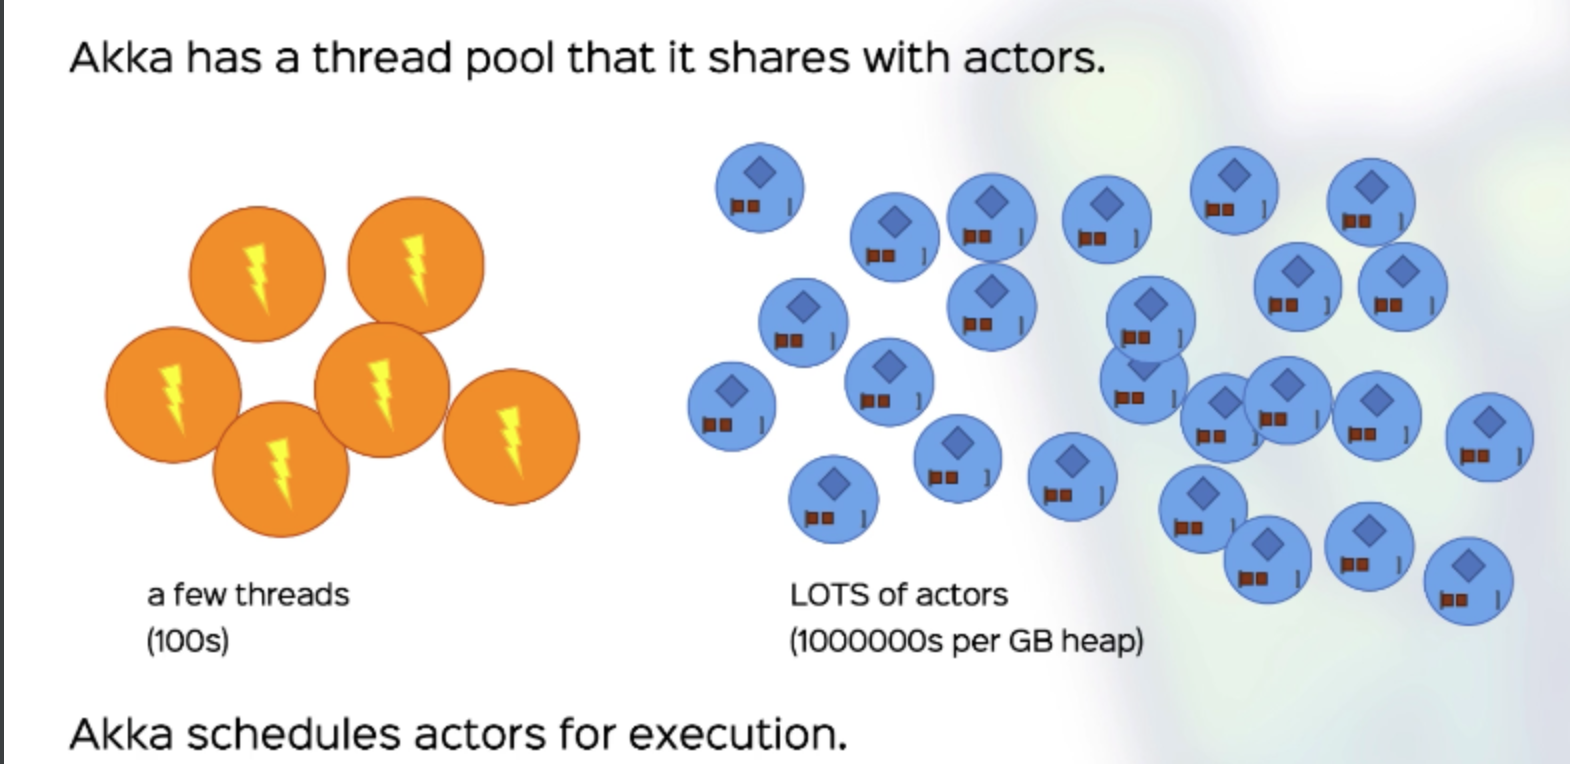 Akka has a thread pool that it shares with actors.
a few threads
(100s)
LOTS of actors
(1000000s per GB heap)
Akka schedules actors for execution.